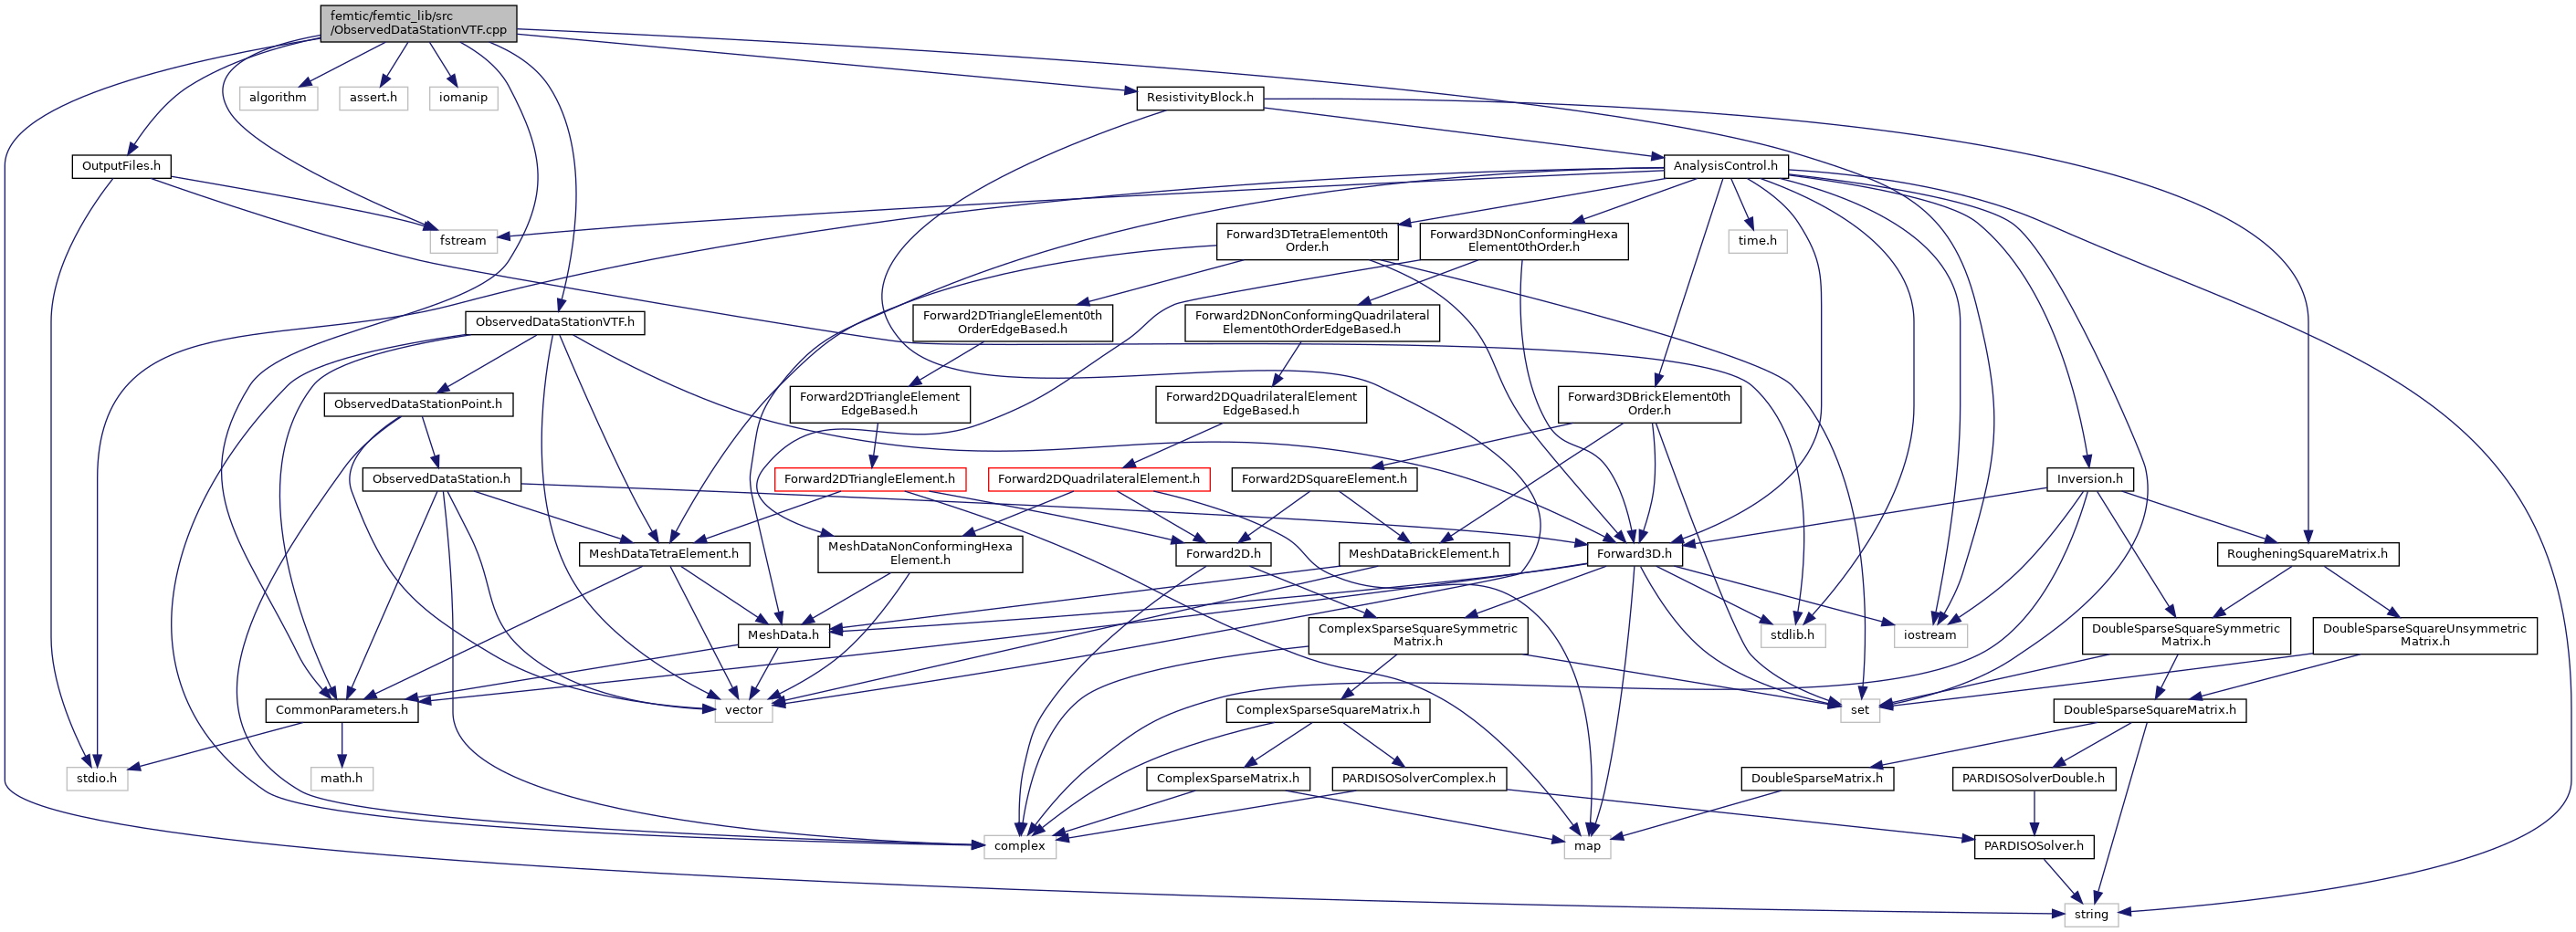 femtic/femtic_lib/src
/ObservedDataStationVTF.cpp
algorithm
assert.h
iomanip
ResistivityBlock.h
OutputFiles.h
AnalysisControl.h
fstream
Forward3DTetraElement0th
Order.h
Forward3DNonConformingHexa
Element0thOrder.h
time.h
ObservedDataStationVTF.h
Forward2DTriangleElement0th
OrderEdgeBased.h
Forward2DNonConformingQuadrilateral
Element0thOrderEdgeBased.h
ObservedDataStationPoint.h
Forward2DTriangleElement
EdgeBased.h
Forward2DQuadrilateralElement
EdgeBased.h
Forward3DBrickElement0th
Order.h
ObservedDataStation.h
Forward2DTriangleElement.h
Forward2DQuadrilateralElement.h
Forward2DSquareElement.h
Inversion.h
MeshDataTetraElement.h
MeshDataNonConformingHexa
Element.h
Forward2D.h
MeshDataBrickElement.h
Forward3D.h
RougheningSquareMatrix.h
MeshData.h
ComplexSparseSquareSymmetric
Matrix.h
stdlib.h
iostream
DoubleSparseSquareSymmetric
Matrix.h
DoubleSparseSquareUnsymmetric
Matrix.h
CommonParameters.h
vector
ComplexSparseSquareMatrix.h
set
DoubleSparseSquareMatrix.h
stdio.h
math.h
ComplexSparseMatrix.h
PARDISOSolverComplex.h
DoubleSparseMatrix.h
PARDISOSolverDouble.h
complex
map
PARDISOSolver.h
string